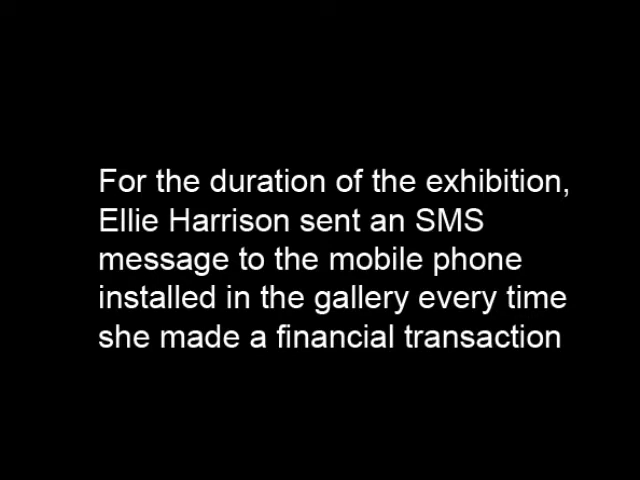 For the duration of the exhibition,
Ellie Harrison sent an SMS
message to the mobile phone
installed in the gallery every time
she made a financial transaction